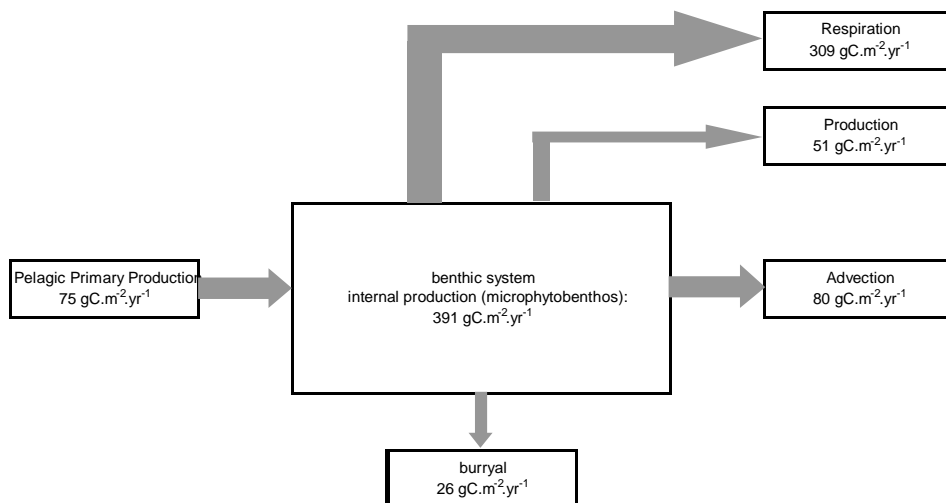 Respiration
309 gC.m⁻².yr⁻¹
Production
51 gC.m⁻².yr⁻¹
Pelagic Primary Production
75 gC.m⁻².yr⁻¹
benthic system
internal production (microphytobenthos):
391 gC.m⁻².yr⁻¹
Advection
80 gC.m⁻².yr⁻¹
burryal
26 gC.m⁻².yr⁻¹